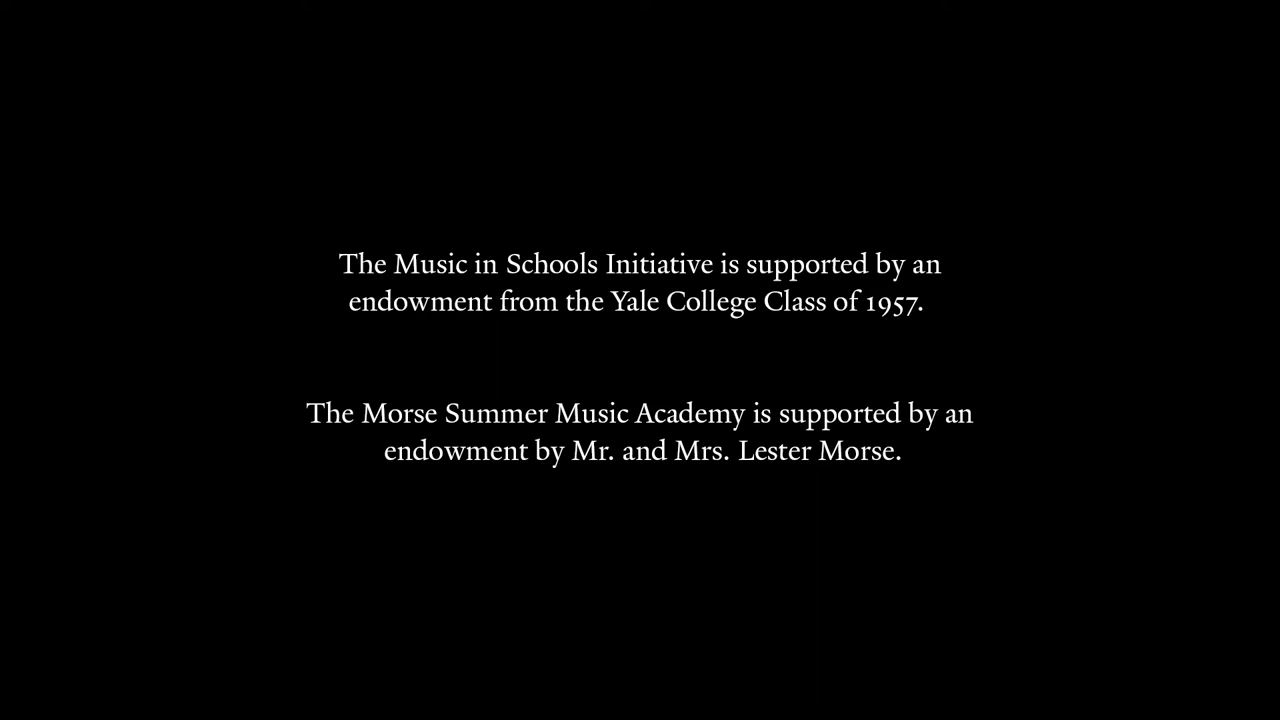 The Music in Schools Initiative is supported by an
endowment from the Yale College Class of 1957.
The Morse Summer Music Academy is supported by an
endowment by Mr. and Mrs. Lester Morse.